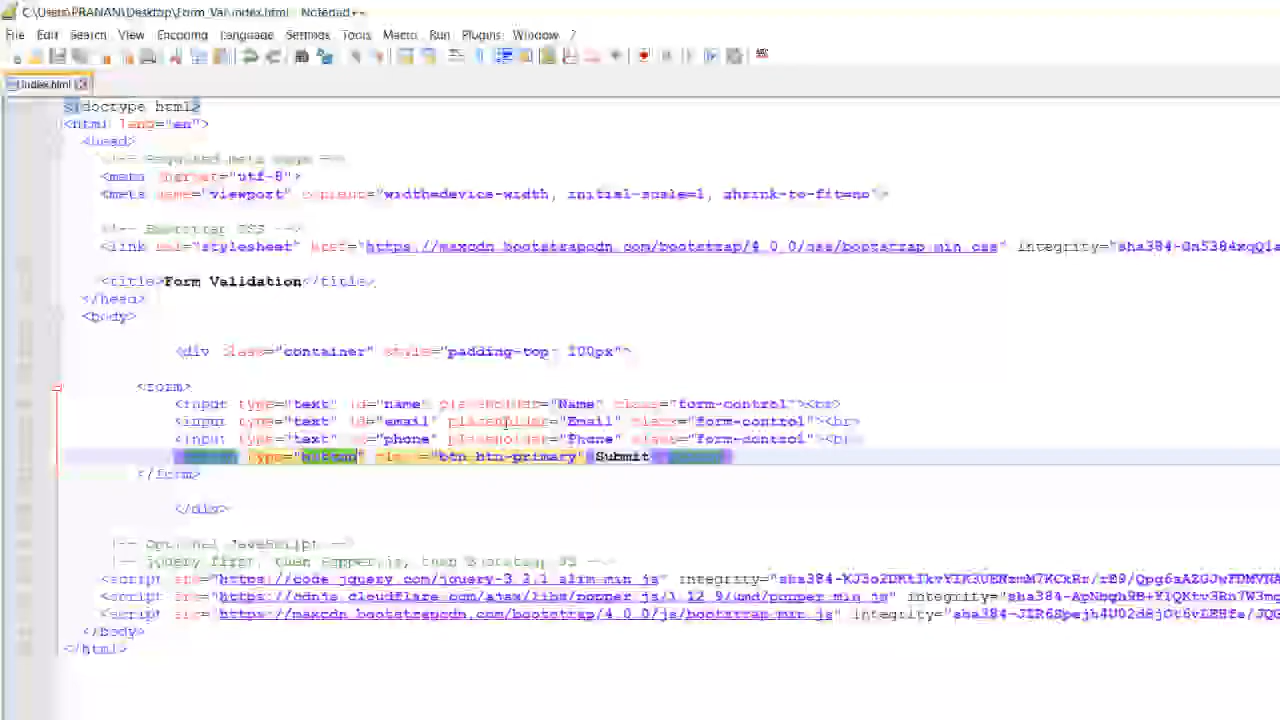 C:\Users\PRANAN\Desktop\Form_Val\index.html - Notepad++
File Edit Search View Encoding Language Settings Tools Macro Run Plugins Window ?
index.html
<!doctype html>
<html lang="en">
<head>
<!-- Required meta tags -->
<meta charset="utf-8">
<meta name="viewport" content="width=device-width, initial-scale=1, shrink-to-fit=no">
<!-- Bootstrap CSS -->
<link rel="stylesheet" href="https://maxcdn.bootstrapcdn.com/bootstrap/4.0.0/css/bootstrap.min.css" integrity="sha384-Gn5384xqQ1a
<title>Form Validation</title>
</head>
<body>
<div class="container" style="padding-top: 100px">
<form>
<input type="text" id="name" placeholder="Name" class="form-control"><br>
<input type="text" id="email" placeholder="Email" class="form-control"><br>
<input type="text" id="phone" placeholder="Phone" class="form-control"><br>
<button type="button" class="btn btn-primary">Submit</button>
</form>
</div>
<!-- Optional JavaScript -->
<!-- jQuery first, then Popper.js, then Bootstrap JS -->
<script src="https://code.jquery.com/jquery-3.2.1.slim.min.js" integrity="sha384-
<script src="https://cdnjs.cloudflare.com/ajax/libs/popper.js/1.12.9/umd/popper.min.js" integrity="sha384-
<script src="https://maxcdn.bootstrapcdn.com/bootstrap/4.0.0/js/bootstrap.min.js" integrity="sha384-
</body>
</html>